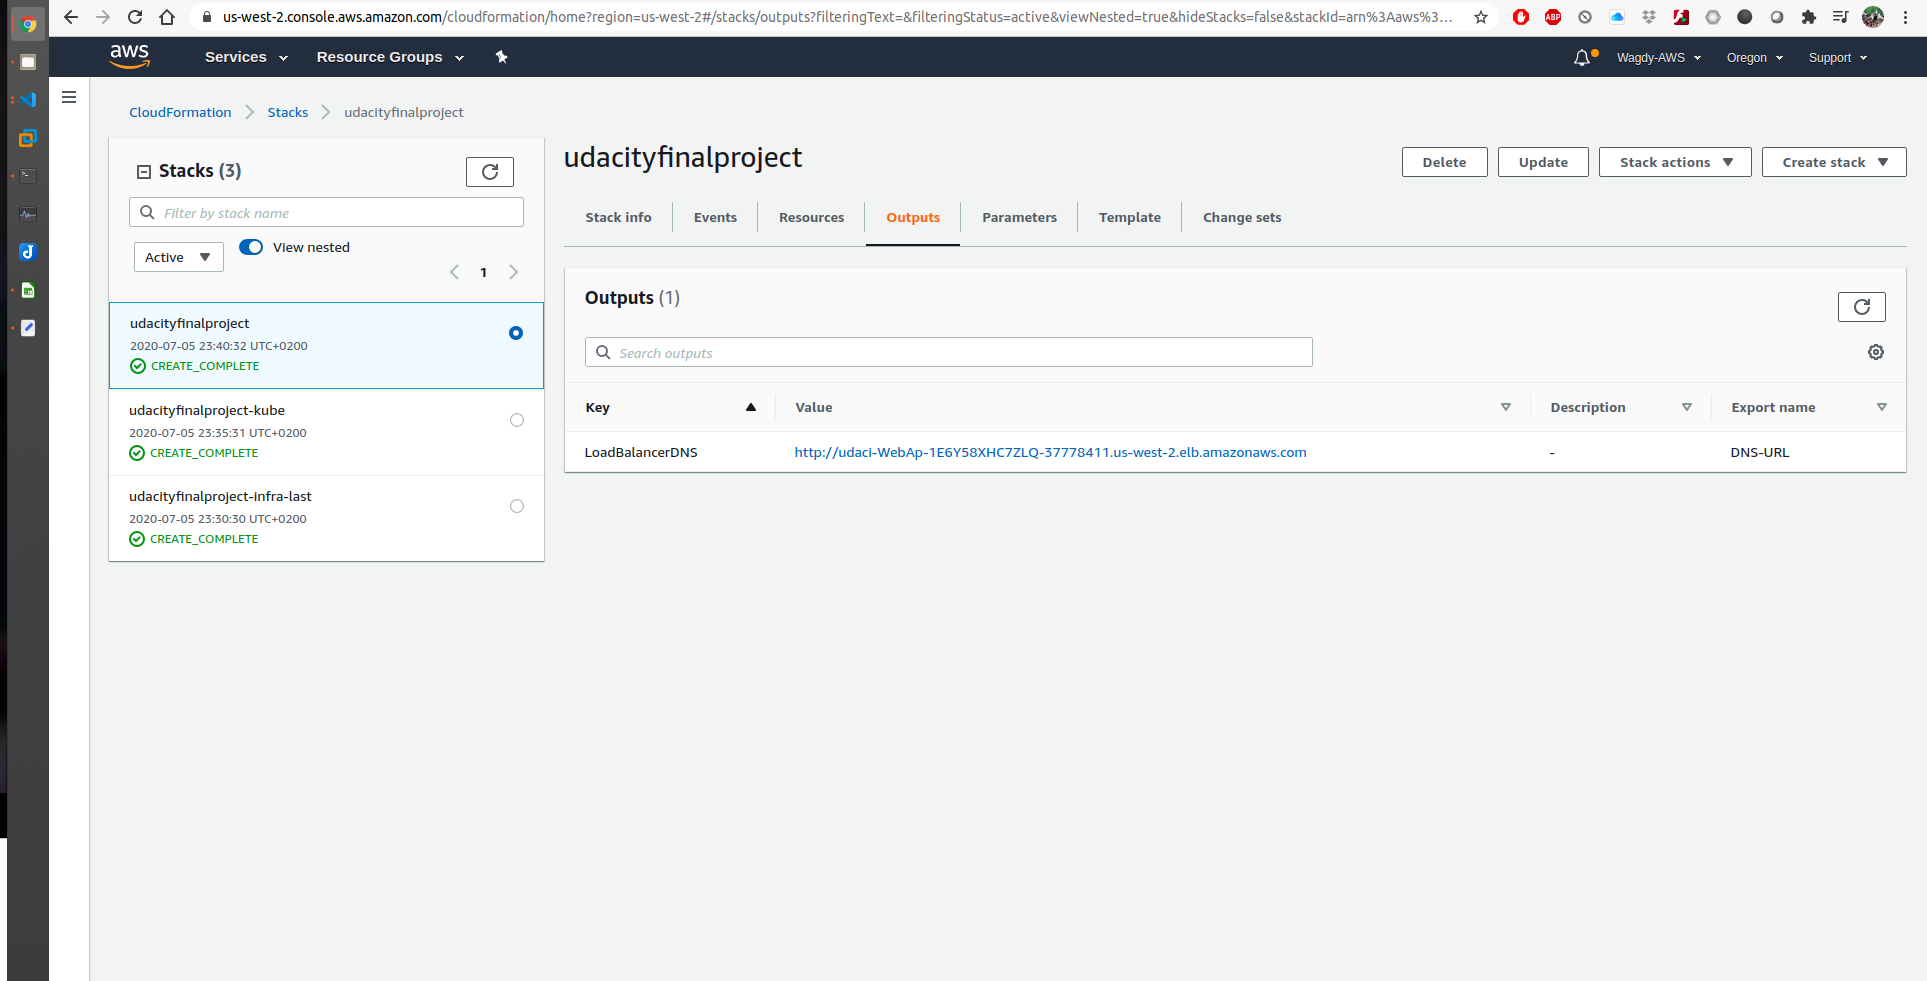 us-west-2.console.aws.amazon.com/cloudformation/home?region=us-west-2#/stacks/outputs?filteringText=&filteringStatus=active&viewNested=true&hideStacks=false&stackId=arn%3Aaws%3...
ABP
aws
Services
Resource Groups
Wagdy-AWS
Oregon
Support
CloudFormation
Stacks
udacityfinalproject
Stacks (3)
Filter by stack name
Active
View nested
1
udacityfinalproject
2020-07-05 23:40:32 UTC+0200
CREATE_COMPLETE
udacityfinalproject-kube
2020-07-05 23:35:31 UTC+0200
CREATE_COMPLETE
udacityfinalproject-infra-last
2020-07-05 23:30:30 UTC+0200
CREATE_COMPLETE
udacityfinalproject
Delete
Update
Stack actions
Create stack
Stack info
Events
Resources
Outputs
Parameters
Template
Change sets
Outputs (1)
Search outputs
Key
Value
Description
Export name
LoadBalancerDNS
http://udaci-WebAp-1E6Y58XHC7ZLQ-37778411.us-west-2.elb.amazonaws.com
-
DNS-URL